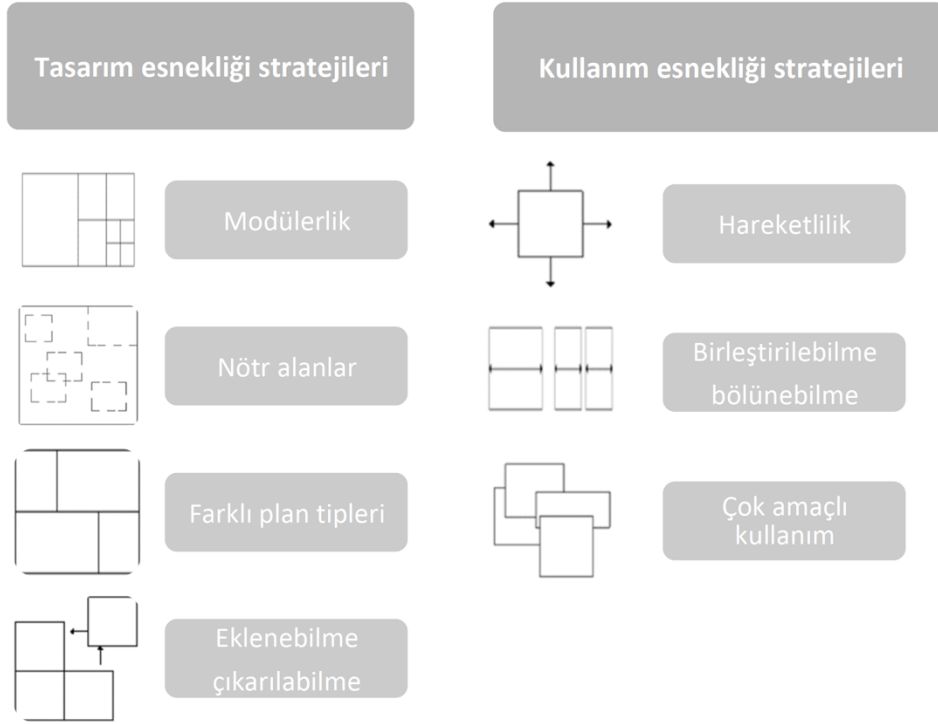 Tasarım esnekliği stratejileri
Modülerlik
Nötr alanlar
Farklı plan tipleri
Eklenebilme
çıkarılabilme
Kullanım esnekliği stratejileri
Hareketlilik
Birleştirilebilme
bölünebilme
Çok amaçlı
kullanım